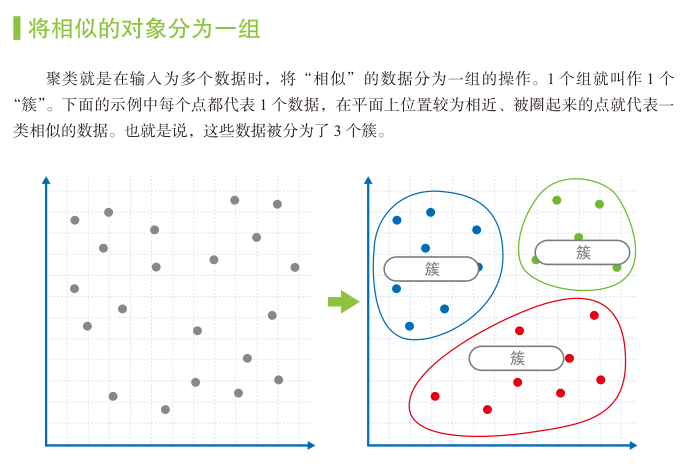 将相似的对象分为一组
聚类就是在输入为多个数据时，将“相似”的数据分为一组的操作。1 个组就叫作 1 个
“簇”。下面的示例中每个点都代表 1 个数据，在平面上位置较为相近、被圈起来的点就代表一
类相似的数据。也就是说，这些数据被分为了 3 个簇。
簇
簇
簇